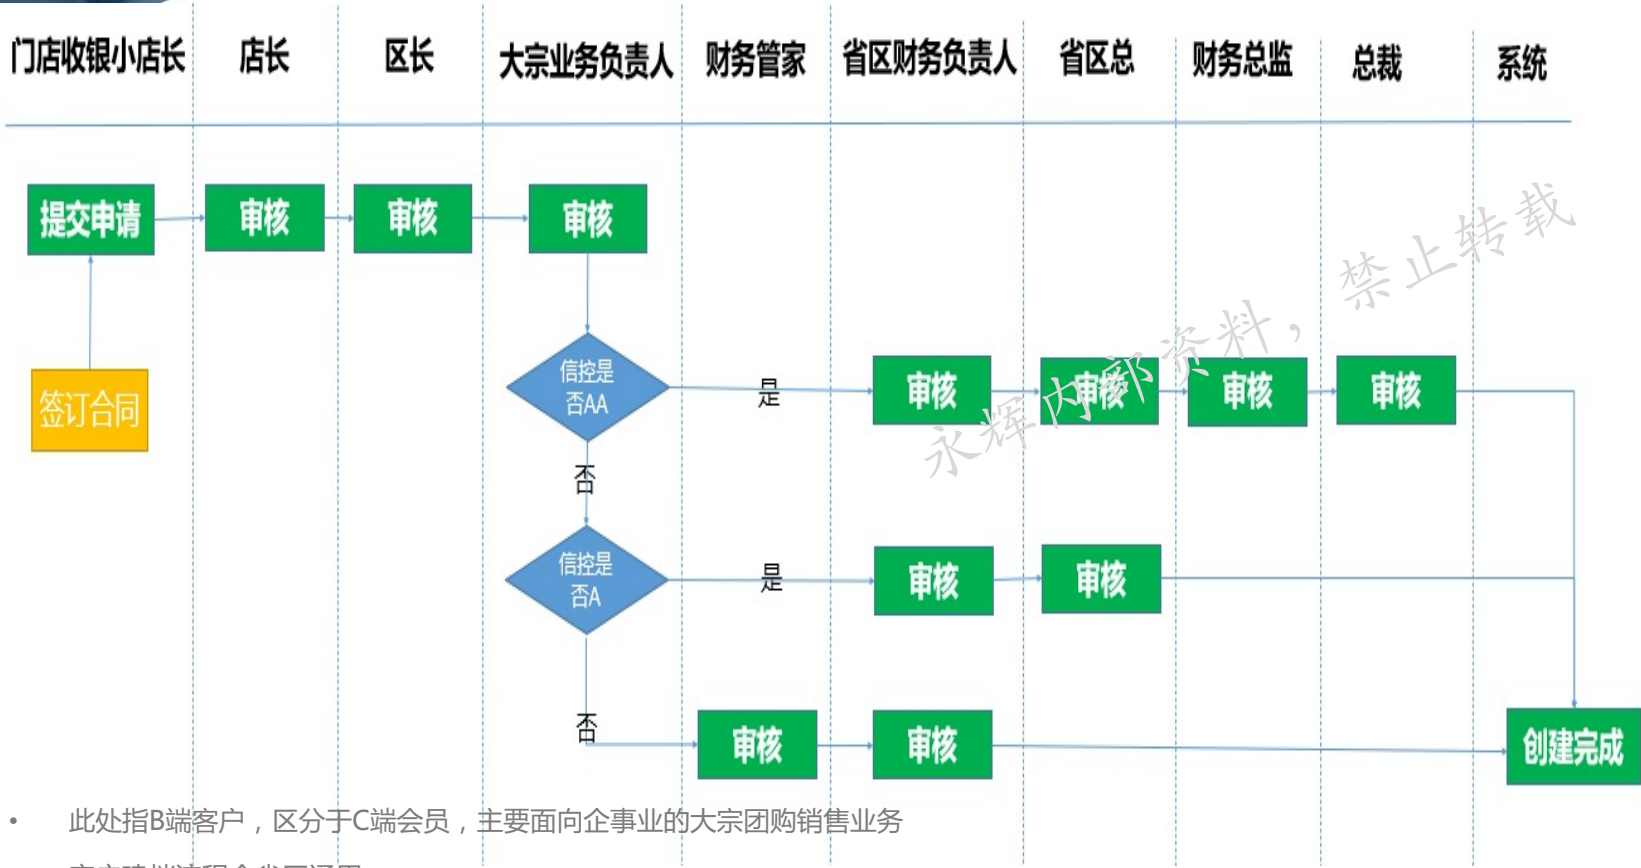 门店收银小店长 店长 区长 大宗业务负责人 财务管家 省区财务负责人 省区总 财务总监 总裁 系统
提交申请 审核 审核 审核
签订合同
信控是
否AA
是
审核 审核 审核 审核
否
信控是
否A
是
审核 审核
否
审核 审核
创建完成
永辉内部资料，禁止转载
• 此处指B端客户，区分于C端会员，主要面向企事业的大宗团购销售业务